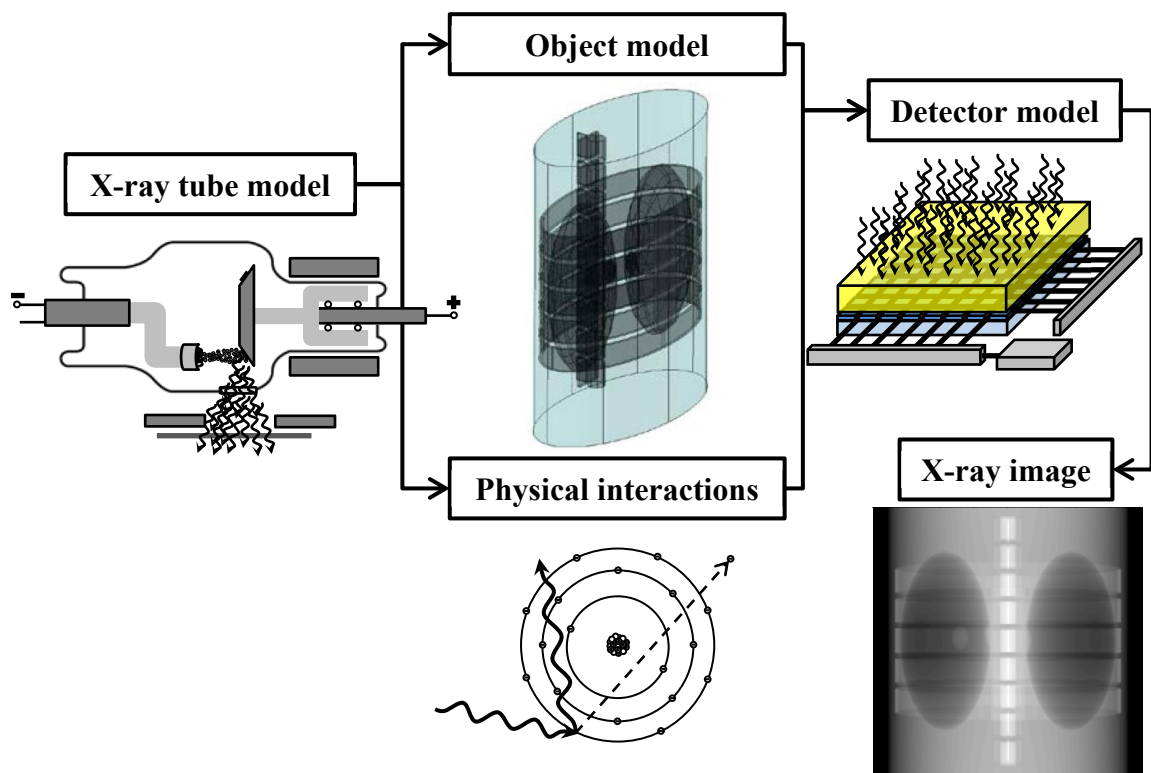 Object model
Detector model
X-ray tube model
-
+
X-ray image
Physical interactions